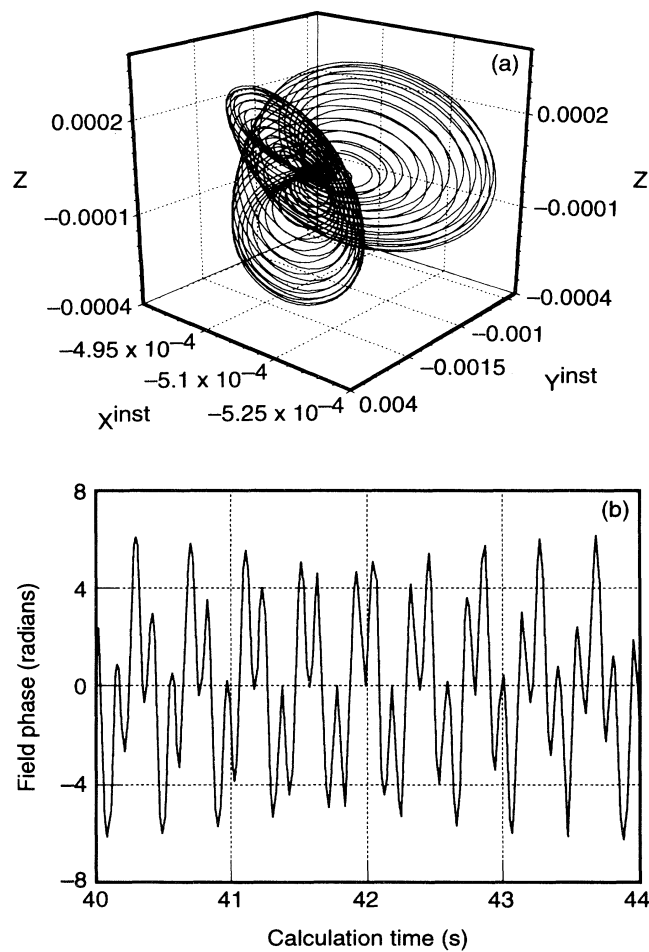 (a)
0.0002
0.0002
Z
Z
−0.0001
−0.0001
−0.0004
−0.0004
−4.95 x 10⁻⁴
−0.001
−5.1 x 10⁻⁴
−0.0015
Yinst
−5.25 x 10⁻⁴
0.004
Xinst
8
(b)
4
Field phase (radians)
0
−4
−8
40
41
42
43
44
Calculation time (s)